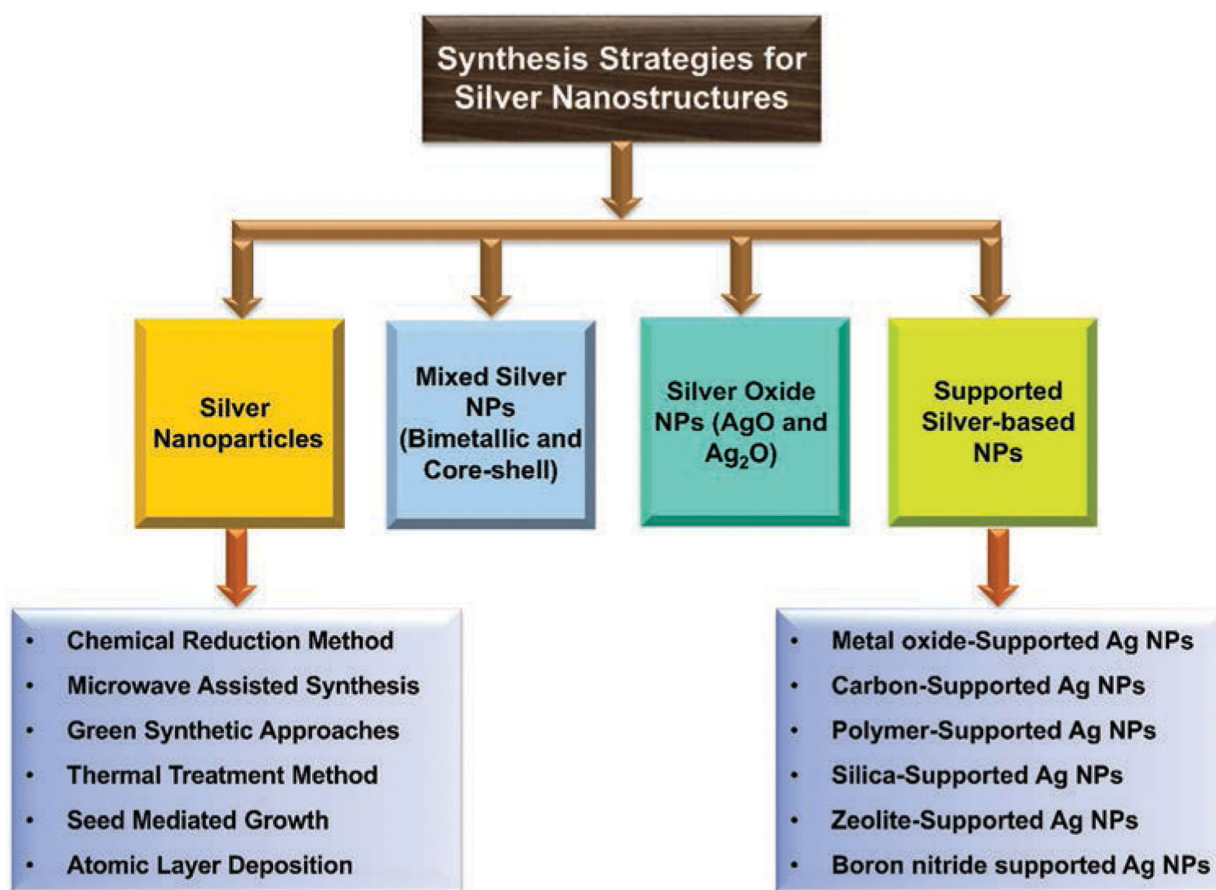 Synthesis Strategies for
Silver Nanostructures
Silver
Nanoparticles
Mixed Silver
NPs
(Bimetallic and
Core-shell)
Silver Oxide
NPs (AgO and
Ag₂O)
Supported
Silver-based
NPs
• Chemical Reduction Method
• Microwave Assisted Synthesis
• Green Synthetic Approaches
• Thermal Treatment Method
• Seed Mediated Growth
• Atomic Layer Deposition
• Metal oxide-Supported Ag NPs
• Carbon-Supported Ag NPs
• Polymer-Supported Ag NPs
• Silica-Supported Ag NPs
• Zeolite-Supported Ag NPs
• Boron nitride supported Ag NPs